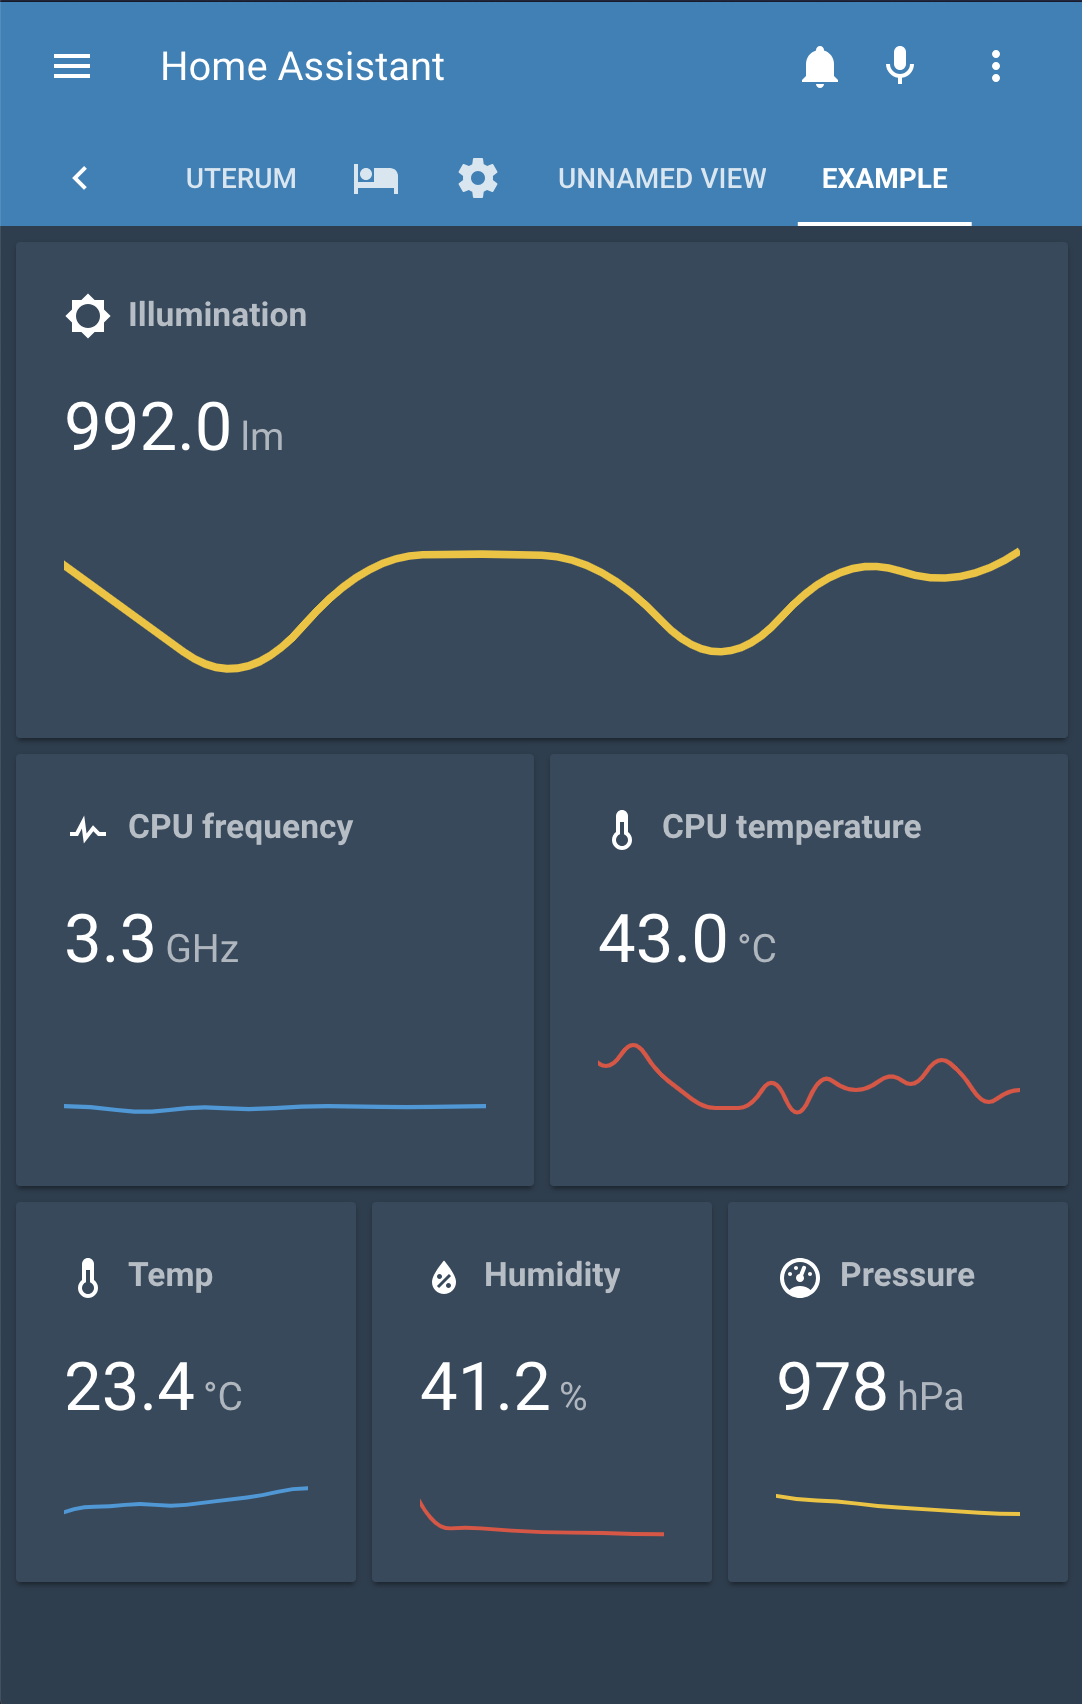 Home Assistant
UTERUM UNNAMED VIEW EXAMPLE
Illumination
992.0 lm
CPU frequency
3.3 GHz
CPU temperature
43.0 °C
Temp
23.4 °C
Humidity
41.2 %
Pressure
978 hPa